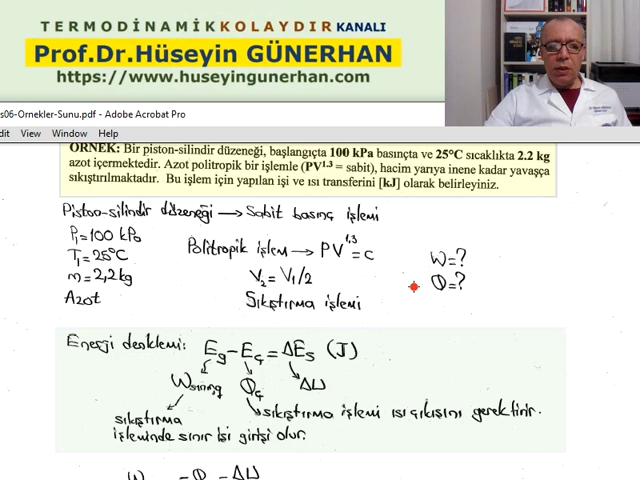 TERMODİNAMİKKOLAYDIR KANALI
Prof.Dr.Hüseyin GÜNERHAN
https://www.huseyingunerhan.com
s06-Ornekler-Sunu.pdf - Adobe Acrobat Pro
dit View Window Help
ÖRNEK: Bir piston-silindir düzeneği, başlangıçta 100 kPa basınçta ve 25°C sıcaklıkta 2.2 kg
azot içermektedir. Azot politropik bir işlemle (PV^1.3 = sabit), hacim yarıya inene kadar yavaşça
sıkıştırılmaktadır. Bu işlem için yapılan işi ve ısı transferini [kJ] olarak belirleyiniz.
Piston-silindir düzeneği → Sabit basınç işlemi
P₁=100 kPa
T₁=25°C
m=2,2 kg
Azot
Politropik işlem → PV^1,3=c
V₂=V₁/2
Sıkıştırma işlemi
W=?
Q=?
Enerji denklemi: Eg-Eç=ΔEs (J)
Wsınır,g Qç ΔU
sıkıştırma işlemi ısı çıkışını gerektirir.
sıkıştırma
işleminde sınır işi girişi olur.